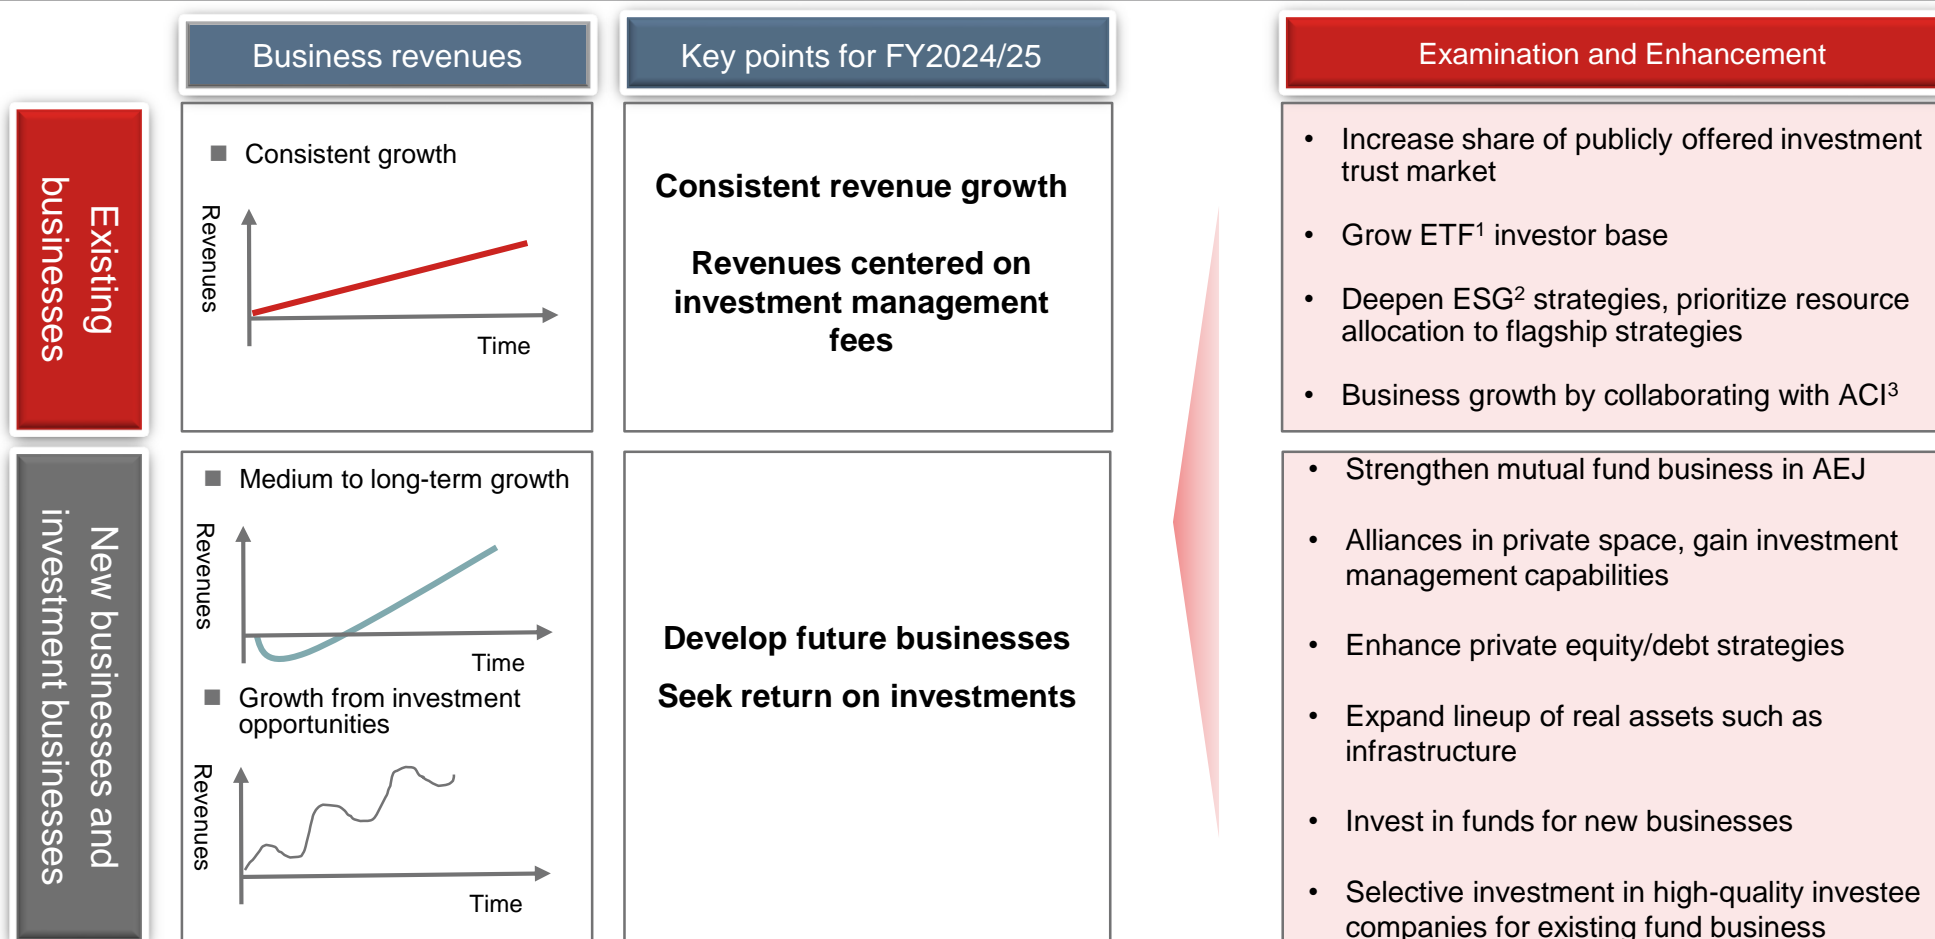 Business revenues
Key points for FY2024/25
Examination and Enhancement
Existing
businesses
■ Consistent growth
Revenues
Time
Consistent revenue growth
Revenues centered on
investment management
fees
• Increase share of publicly offered investment
trust market
• Grow ETF¹ investor base
• Deepen ESG² strategies, prioritize resource
allocation to flagship strategies
• Business growth by collaborating with ACI³
New businesses and
investment businesses
■ Medium to long-term growth
Revenues
Time
■ Growth from investment
opportunities
Revenues
Time
Develop future businesses
Seek return on investments
• Strengthen mutual fund business in AEJ
• Alliances in private space, gain investment
management capabilities
• Enhance private equity/debt strategies
• Expand lineup of real assets such as
infrastructure
• Invest in funds for new businesses
• Selective investment in high-quality investee
companies for existing fund business